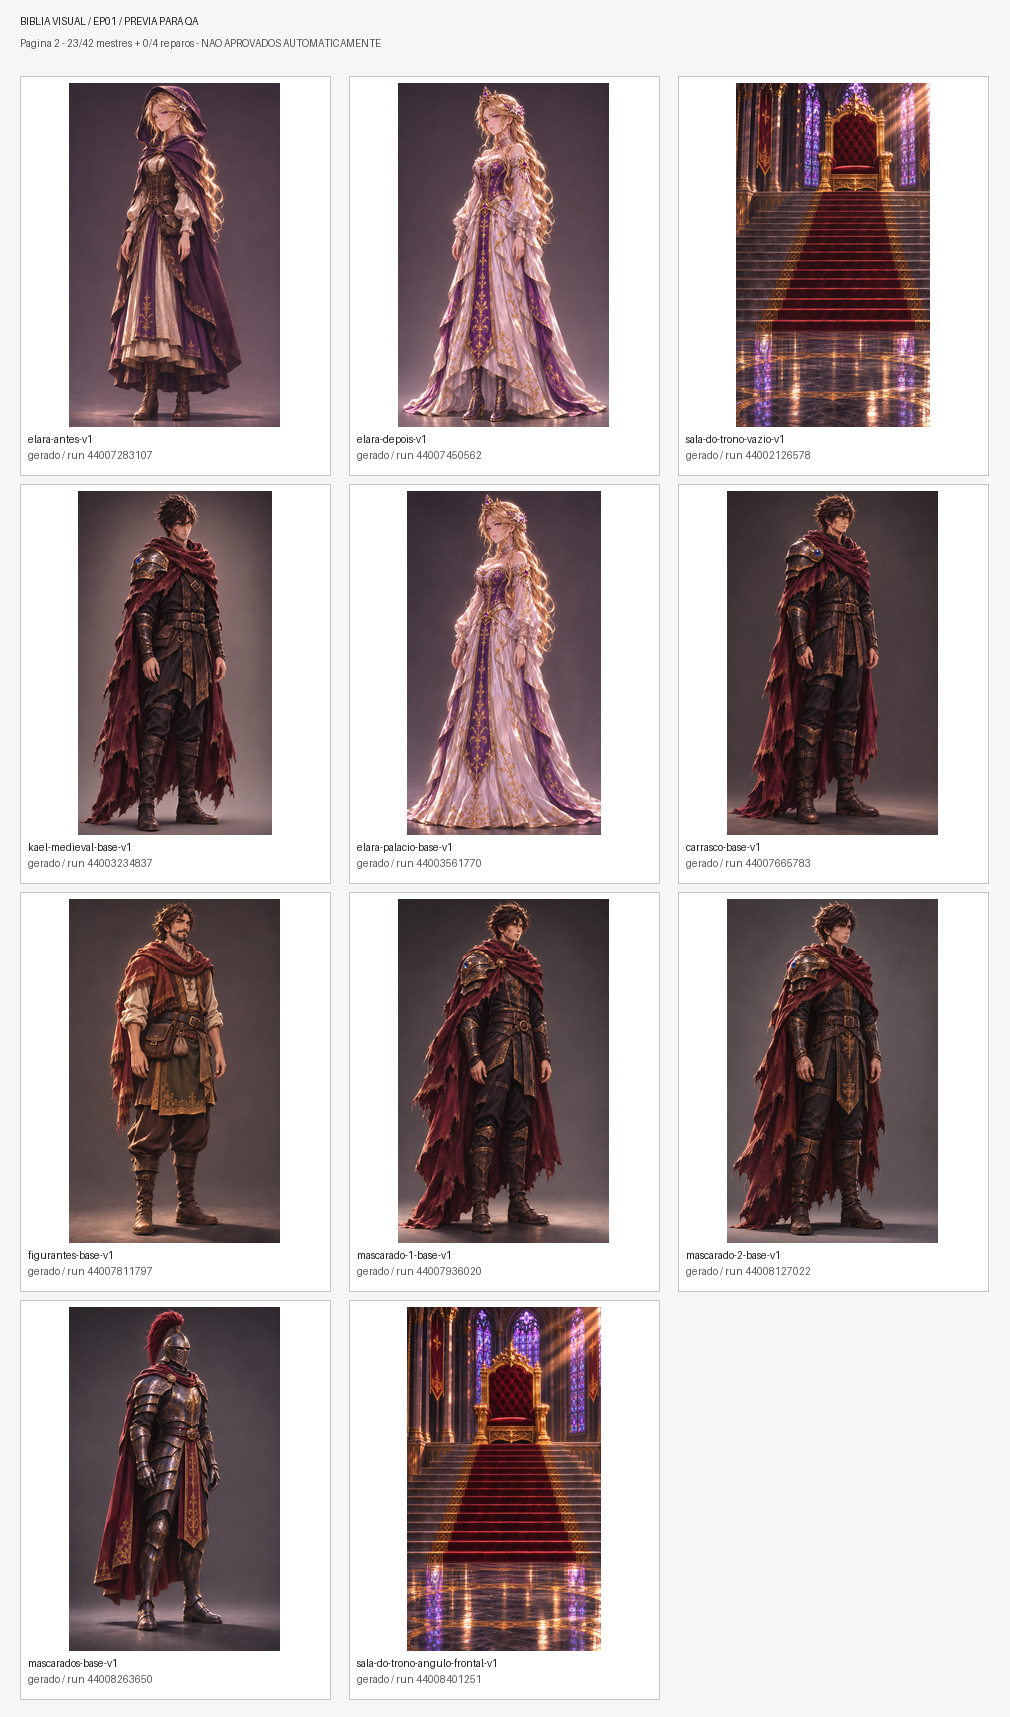 BIBLIA VISUAL / EP01 / PREVIA PARA QA
Pagina 2 - 23/42 mestres + 0/4 reparos - NAO APROVADOS AUTOMATICAMENTE
elara-antes-v1
gerado / run 44007283107
elara-depois-v1
gerado / run 44007450562
sala-do-trono-vazio-v1
gerado / run 44002126578
kael-medieval-base-v1
gerado / run 44003234837
elara-palacio-base-v1
gerado / run 44003561770
carrasco-base-v1
gerado / run 44007665783
figurantes-base-v1
gerado / run 44007811797
mascarado-1-base-v1
gerado / run 44007936020
mascarado-2-base-v1
gerado / run 44008127022
mascarados-base-v1
gerado / run 44008263650
sala-do-trono-angulo-frontal-v1
gerado / run 44008401251